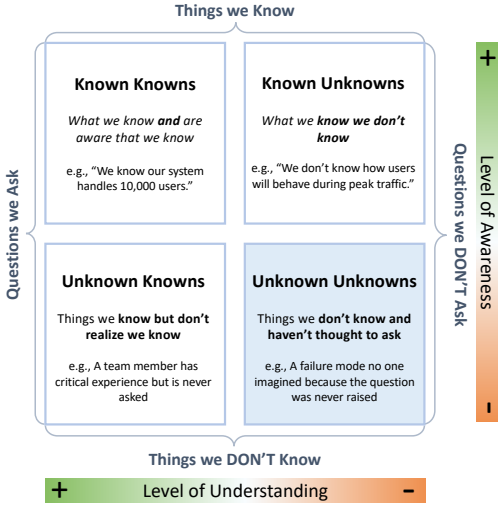 Things we Know
Known Knowns
What we know and are
aware that we know
e.g., “We know our system
handles 10,000 users.”
Known Unknowns
What we know we don’t
know
e.g., “We don’t know how users
will behave during peak traffic.”
Questions we Ask
Questions we DON’T Ask
+
Level of Awareness
-
Unknown Knowns
Things we know but don’t
realize we know
e.g., A team member has
critical experience but is never
asked
Unknown Unknowns
Things we don’t know and
haven’t thought to ask
e.g., A failure mode no one
imagined because the question
was never raised
Things we DON’T Know
+ Level of Understanding -